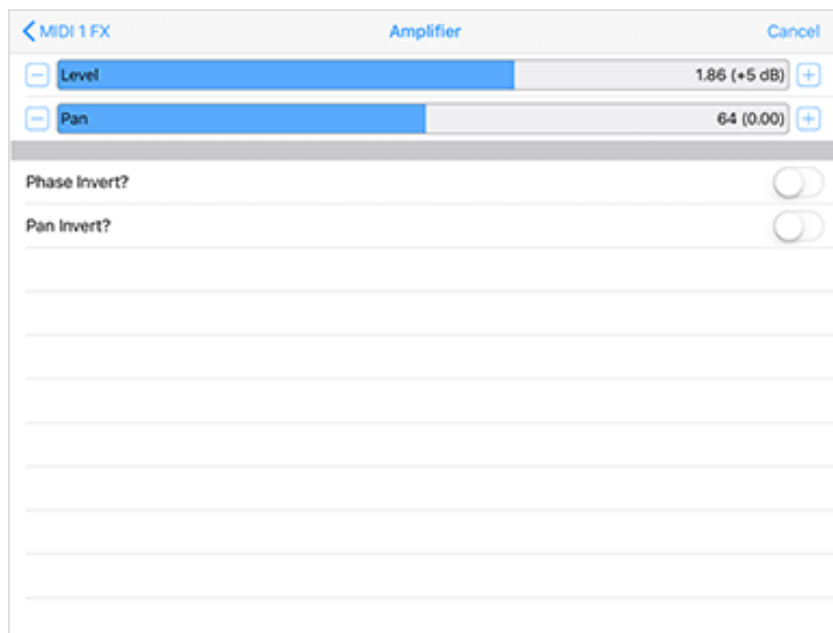 MIDI 1 FX Amplifier Cancel
Level 1.86 (+5 dB)
Pan 64 (0.00)
Phase Invert?
Pan Invert?